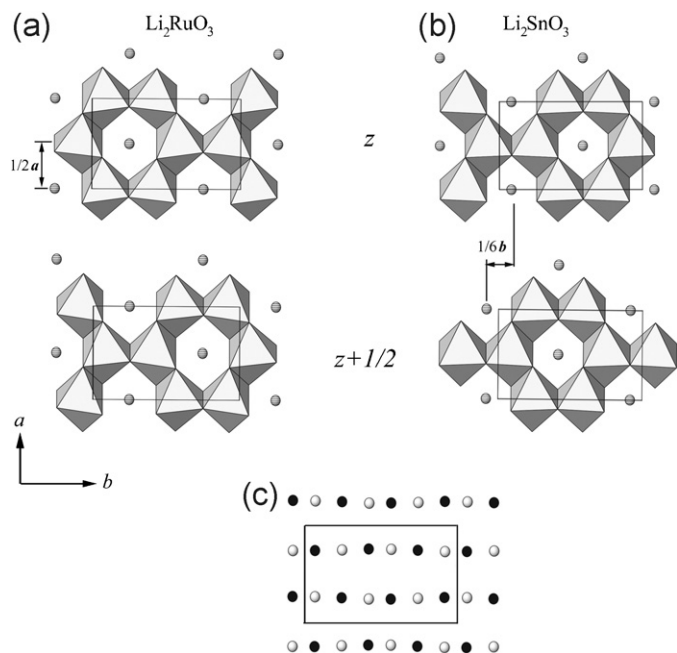 (a) Li₂RuO₃
(b) Li₂SnO₃
1/2 a
z
1/6 b
z+1/2
a
b
(c)